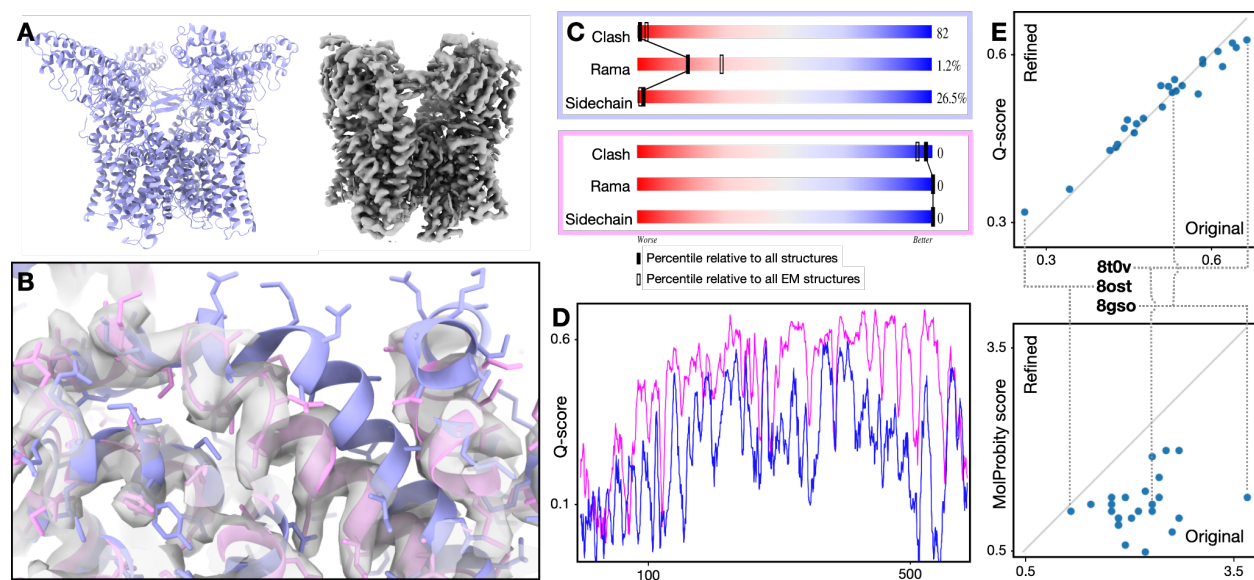 A
B
C
Clash
82
Rama
1.2%
Sidechain
26.5%
Clash
0
Rama
0
Sidechain
0
Worse
Better
Percentile relative to all structures
Percentile relative to all EM structures
D
Q-score
0.6
0.1
100
500
E
Refined
Q-score
0.6
0.3
Original
0.3
0.6
8t0v
8ost
8gso
Refined
MolProbity score
3.5
0.5
Original
0.5
3.5